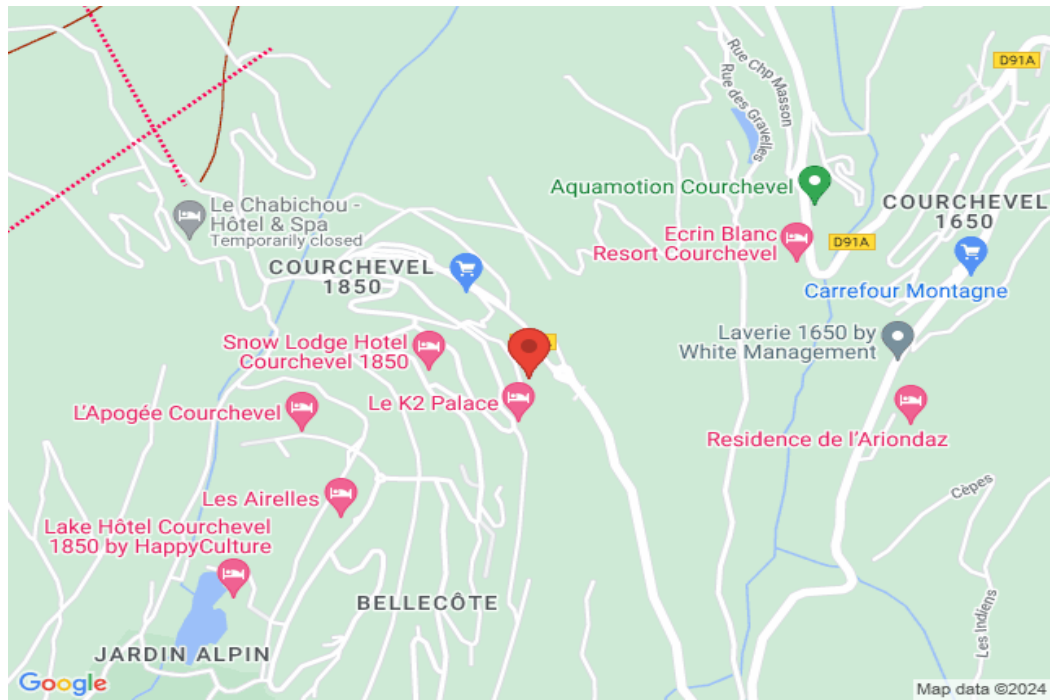 D91A
Rue Chp Masson
Rue des Gravelles
Aquamotion Courchevel
COURCHEVEL
1650
Le Chabichou -
Hôtel & Spa
Temporarily closed
Ecrin Blanc
Resort Courchevel
D91A
COURCHEVEL
1850
Carrefour Montagne
Snow Lodge Hotel
Courchevel 1850
Laverie 1650 by
White Management
L'Apogée Courchevel
Le K2 Palace
Residence de l'Ariondaz
Les Airelles
Cèpes
Lake Hôtel Courchevel
1850 by HappyCulture
BELLECÔTE
Les Indiens
JARDIN ALPIN
Google
Map data ©2024